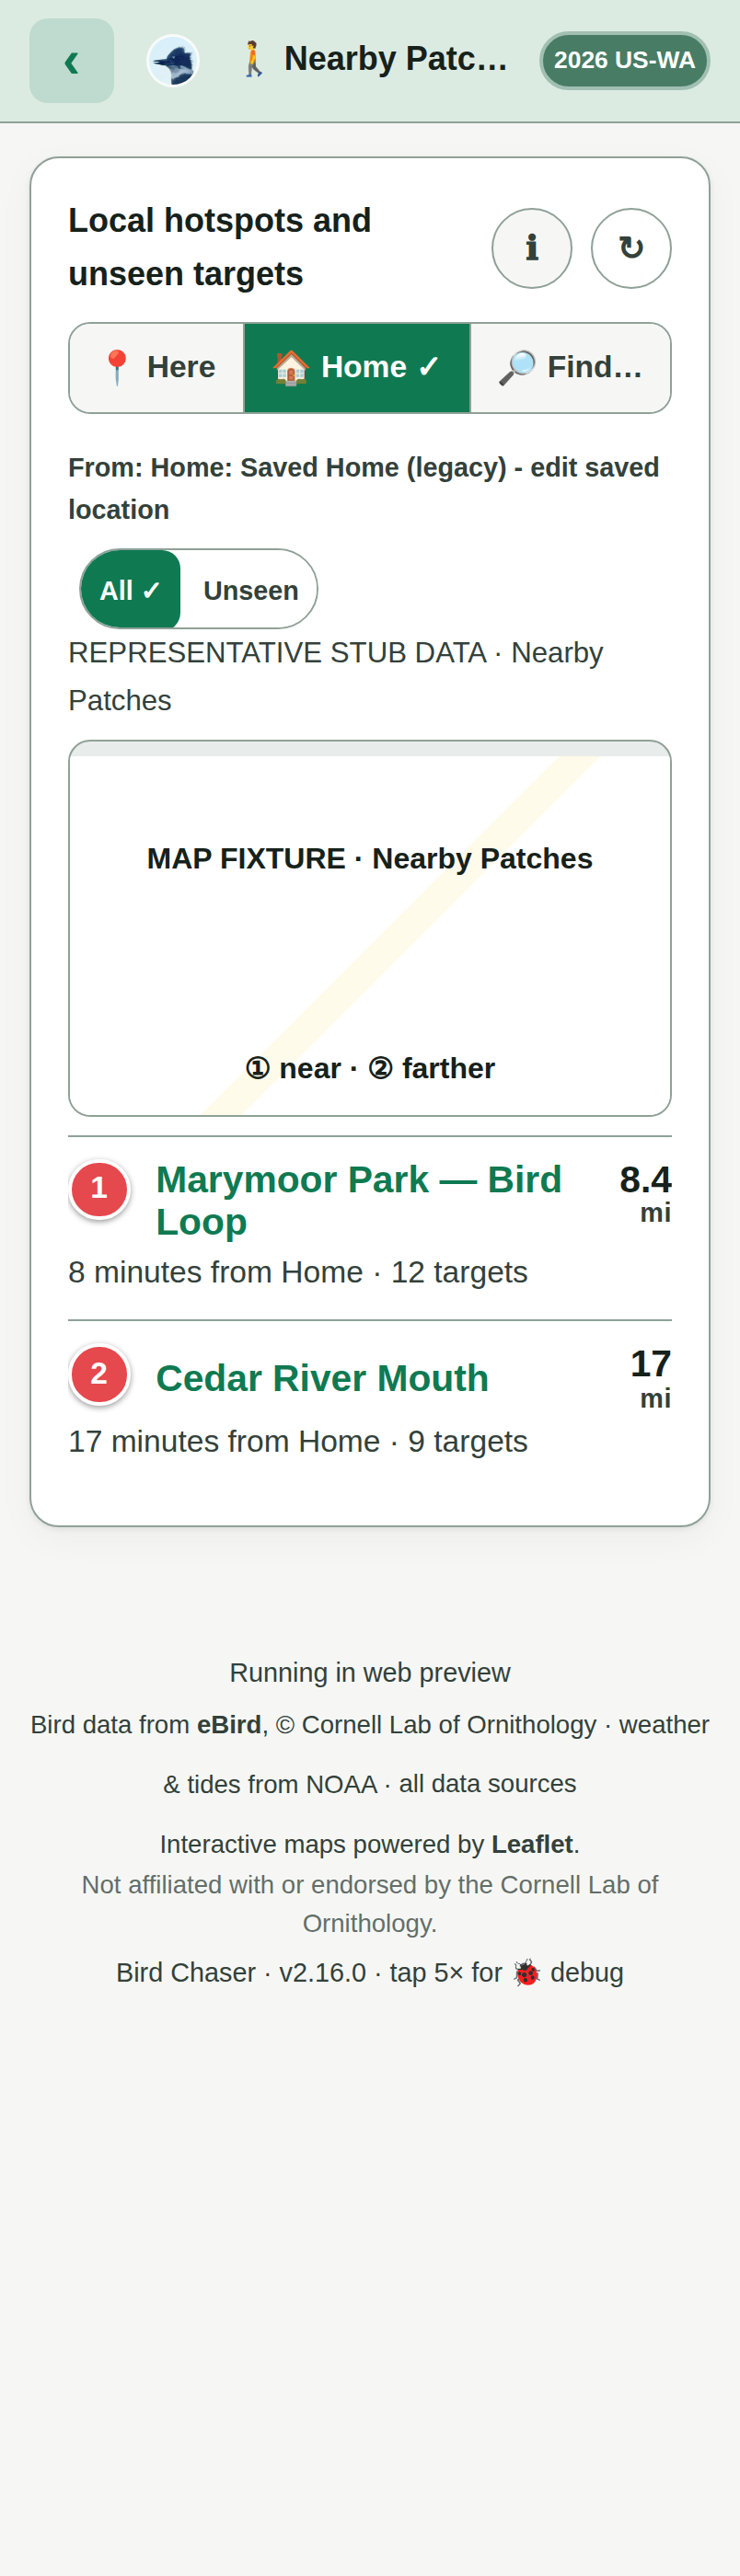 ‹ 🚶 Nearby Patc… 2026 US-WA
Local hotspots and
unseen targets
ℹ ↻
📍 Here 🏠 Home ✓ 🔎 Find…
From: Home: Saved Home (legacy) - edit saved
location
All ✓ Unseen
REPRESENTATIVE STUB DATA · Nearby
Patches
MAP FIXTURE · Nearby Patches
① near · ② farther
1 Marymoor Park — Bird
Loop
8.4
mi
8 minutes from Home · 12 targets
2 Cedar River Mouth
17
mi
17 minutes from Home · 9 targets
Running in web preview
Bird data from eBird, © Cornell Lab of Ornithology · weather
& tides from NOAA · all data sources
Interactive maps powered by Leaflet.
Not affiliated with or endorsed by the Cornell Lab of
Ornithology.
Bird Chaser · v2.16.0 · tap 5× for 🐞 debug